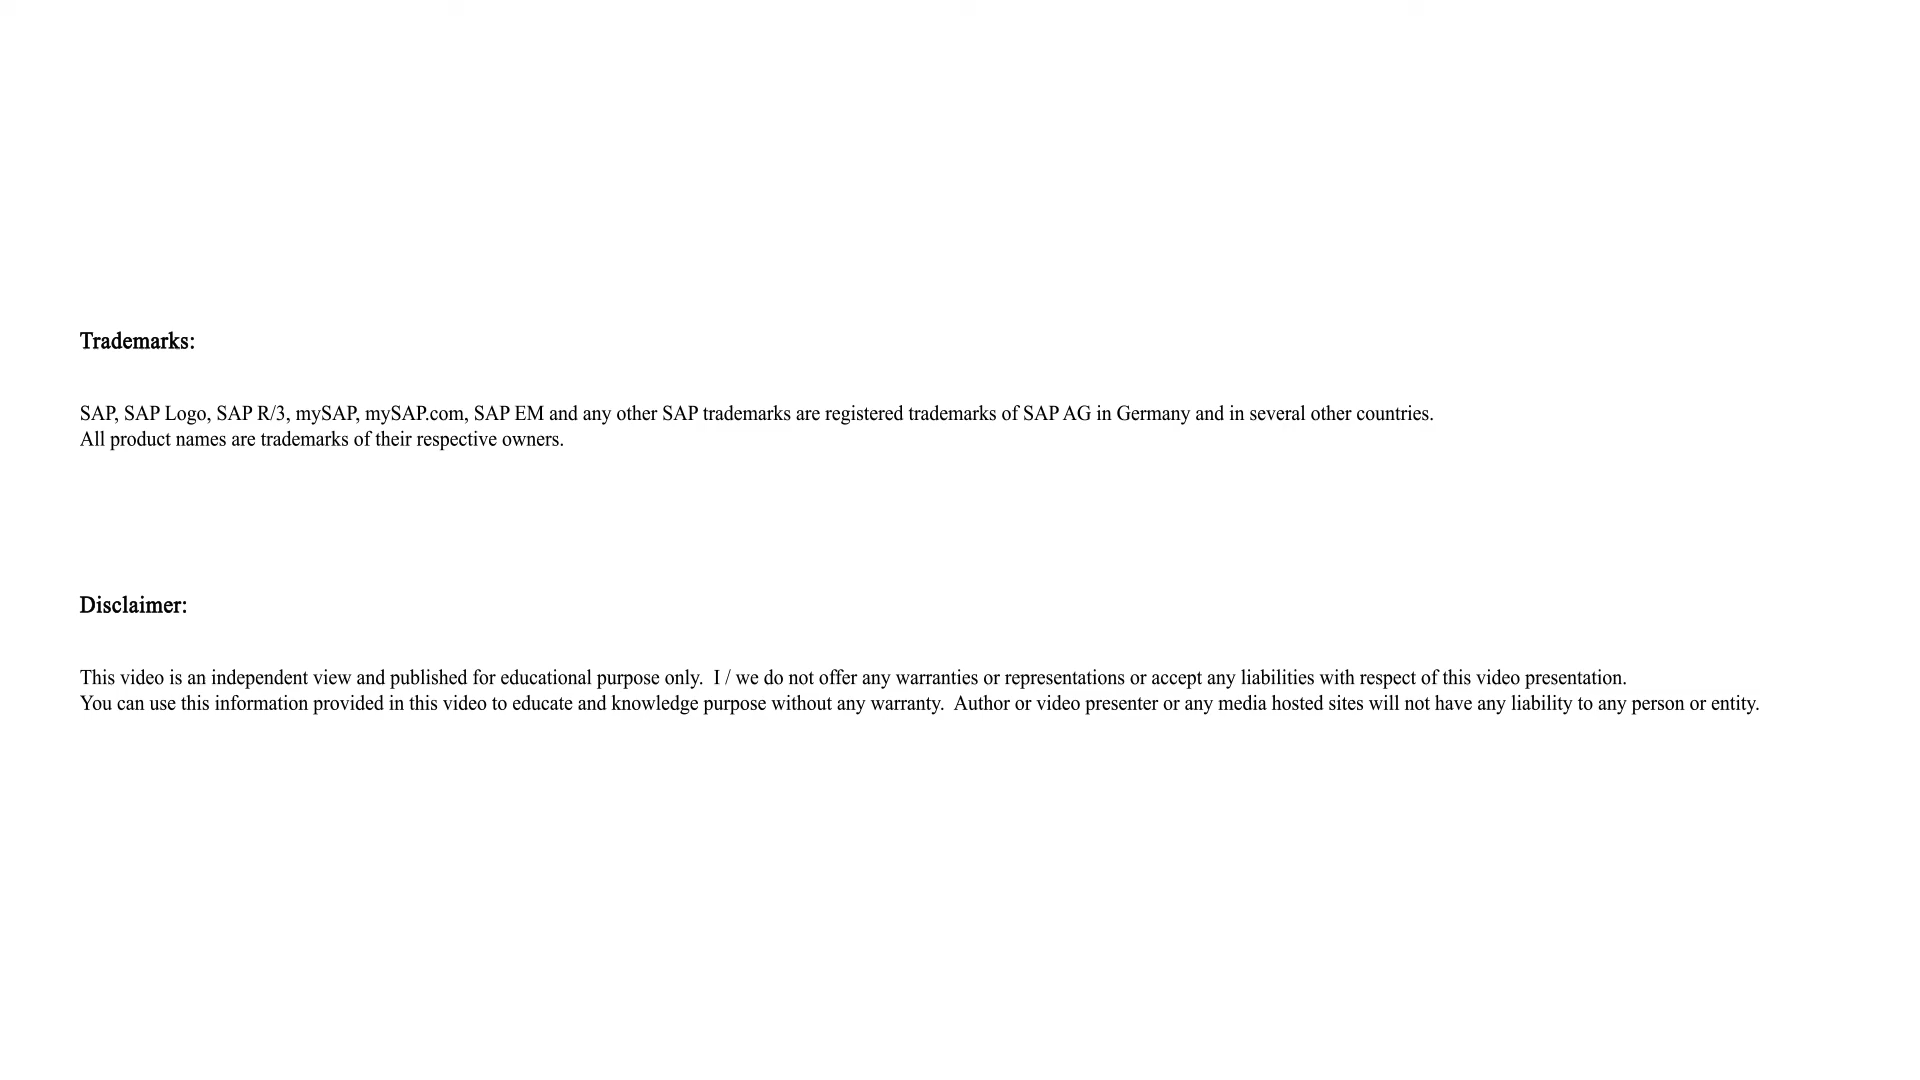 Trademarks:
SAP, SAP Logo, SAP R/3, mySAP, mySAP.com, SAP EM and any other SAP trademarks are registered trademarks of SAP AG in Germany and in several other countries.
All product names are trademarks of their respective owners.
Disclaimer:
This video is an independent view and published for educational purpose only.  I / we do not offer any warranties or representations or accept any liabilities with respect of this video presentation.
You can use this information provided in this video to educate and knowledge purpose without any warranty.  Author or video presenter or any media hosted sites will not have any liability to any person or entity.